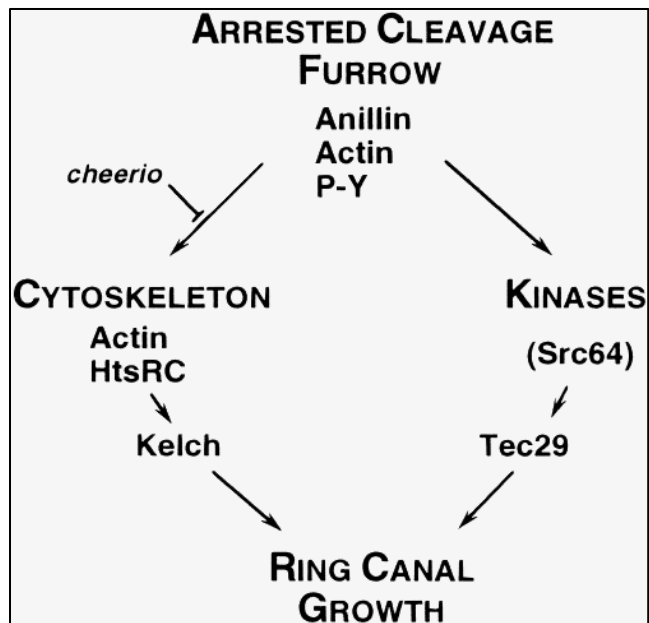 ARRESTED CLEAVAGE
FURROW
Anillin
Actin
P-Y
cheerio
CYTOSKELETON
KINASES
Actin
HtsRC
(Src64)
Kelch
Tec29
RING CANAL
GROWTH